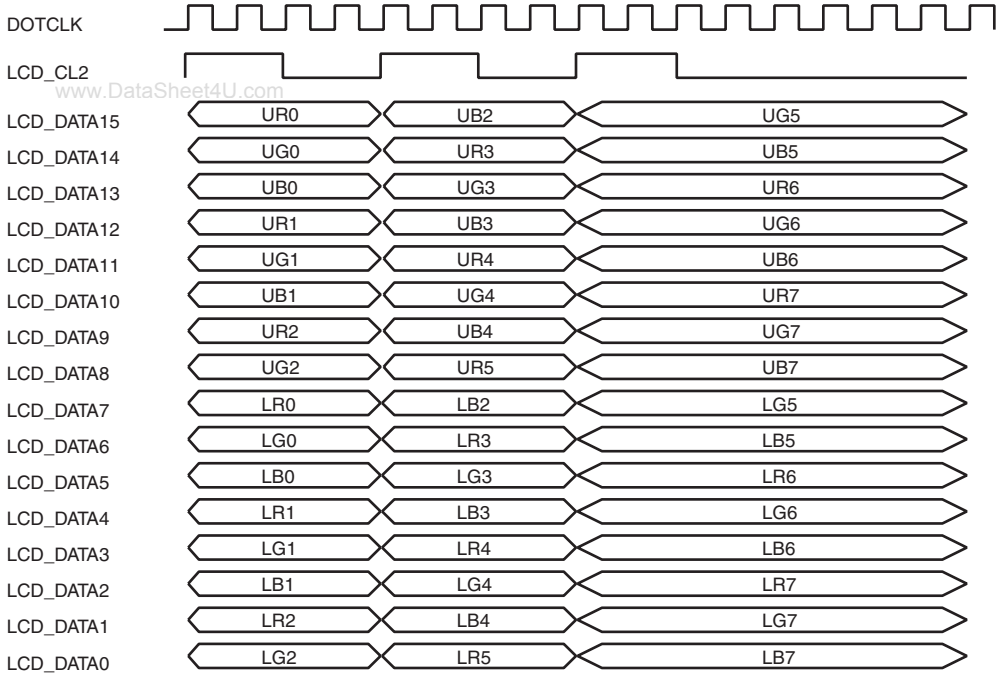 DOTCLK
LCD_CL2
www.DataSheet4U.com
LCD_DATA15 UR0 UB2 UG5
LCD_DATA14 UG0 UR3 UB5
LCD_DATA13 UB0 UG3 UR6
LCD_DATA12 UR1 UB3 UG6
LCD_DATA11 UG1 UR4 UB6
LCD_DATA10 UB1 UG4 UR7
LCD_DATA9 UR2 UB4 UG7
LCD_DATA8 UG2 UR5 UB7
LCD_DATA7 LR0 LB2 LG5
LCD_DATA6 LG0 LR3 LB5
LCD_DATA5 LB0 LG3 LR6
LCD_DATA4 LR1 LB3 LG6
LCD_DATA3 LG1 LR4 LB6
LCD_DATA2 LB1 LG4 LR7
LCD_DATA1 LR2 LB4 LG7
LCD_DATA0 LG2 LR5 LB7